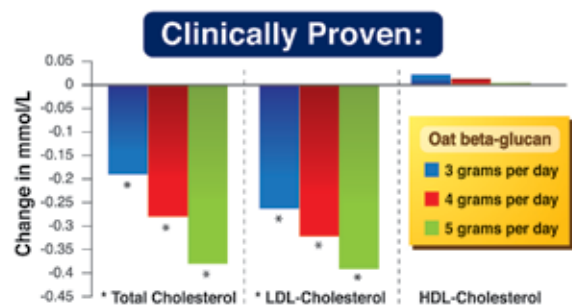 Clinically Proven:
Change in mmol/L
0.05
0
-0.05
-0.1
-0.15
-0.2
-0.25
-0.3
-0.35
-0.4
-0.45
*
*
*
*
*
*
Oat beta-glucan
3 grams per day
4 grams per day
5 grams per day
* Total Cholesterol
* LDL-Cholesterol
HDL-Cholesterol